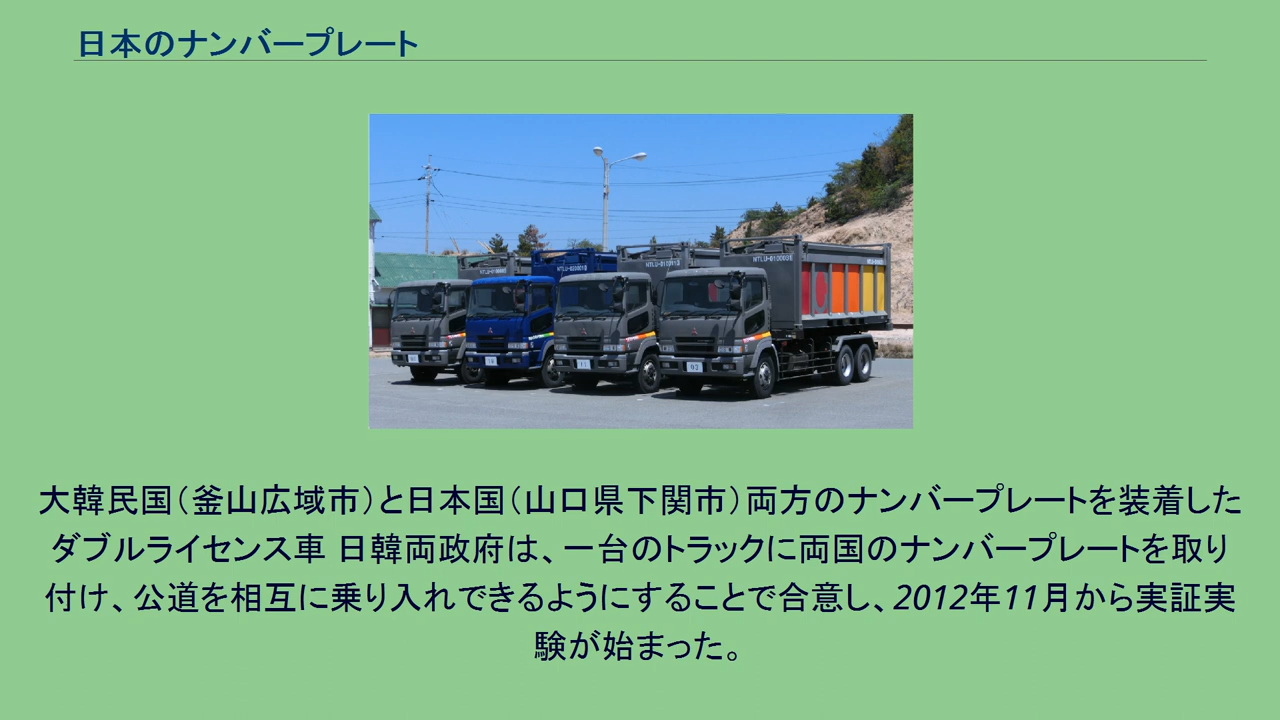 日本のナンバープレート
NTLU-0100001
大韓民国（釜山広域市）と日本国（山口県下関市）両方のナンバープレートを装着した
ダブルライセンス車 日韓両政府は、一台のトラックに両国のナンバープレートを取り
付け、公道を相互に乗り入れできるようにすることで合意し、2012年11月から実証実
験が始まった。